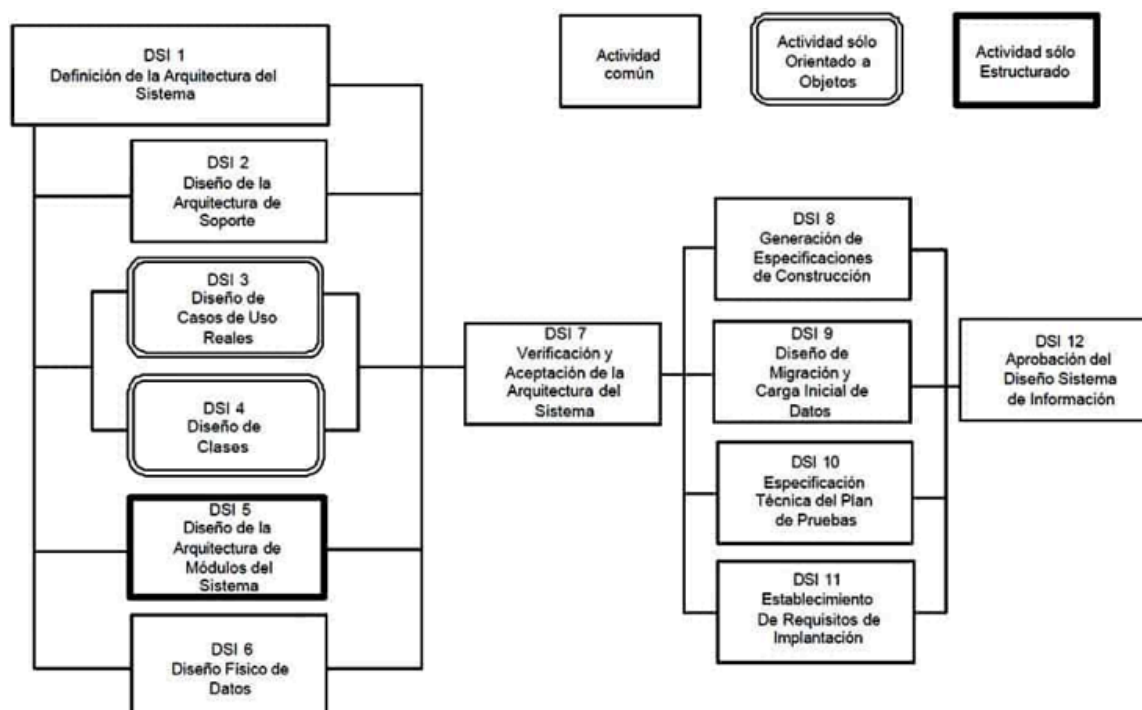 DSI 1
Definición de la Arquitectura del
Sistema
Actividad
común
Actividad sólo
Orientado a
Objetos
Actividad sólo
Estructurado
DSI 2
Diseño de la
Arquitectura de
Soporte
DSI 3
Diseño de
Casos de Uso
Reales
DSI 4
Diseño de
Clases
DSI 5
Diseño de la
Arquitectura de
Módulos del
Sistema
DSI 6
Diseño Físico de
Datos
DSI 7
Verificación y
Aceptación de la
Arquitectura del
Sistema
DSI 8
Generación de
Especificaciones
de Construcción
DSI 9
Diseño de
Migración y
Carga Inicial de
Datos
DSI 10
Especificación
Técnica del Plan
de Pruebas
DSI 11
Establecimiento
De Requisitos de
Implantación
DSI 12
Aprobación del
Diseño Sistema
de Información